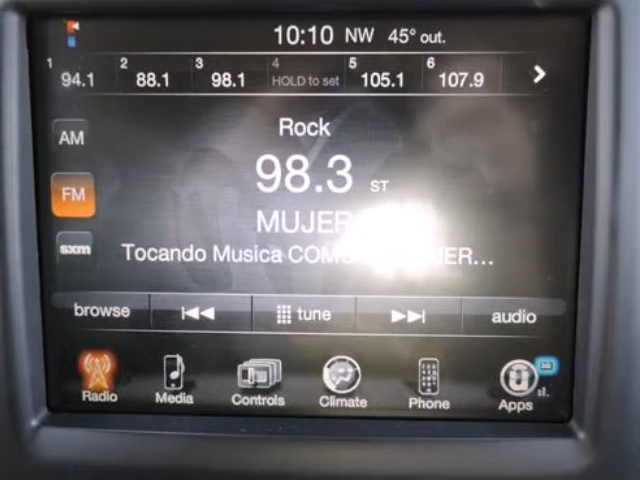 10:10 NW 45° out.
1 94.1 2 88.1 3 98.1 4 HOLD to set 5 105.1 6 107.9
Rock
AM
98.3 ST
FM
MUJER
Tocando Musica
sxm
browse tune audio
Radio Media Controls Climate Phone Apps
3G